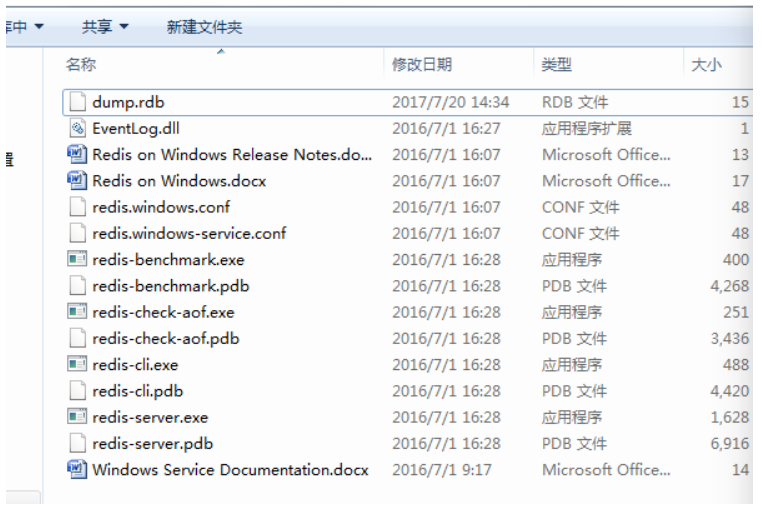 库中 共享 新建文件夹
名称 修改日期 类型 大小
dump.rdb 2017/7/20 14:34 RDB 文件 15
EventLog.dll 2016/7/1 16:27 应用程序扩展 1
置 Redis on Windows Release Notes.do... 2016/7/1 16:07 Microsoft Office... 13
Redis on Windows.docx 2016/7/1 16:07 Microsoft Office... 17
redis.windows.conf 2016/7/1 16:07 CONF 文件 48
redis.windows-service.conf 2016/7/1 16:07 CONF 文件 48
redis-benchmark.exe 2016/7/1 16:28 应用程序 400
redis-benchmark.pdb 2016/7/1 16:28 PDB 文件 4,268
redis-check-aof.exe 2016/7/1 16:28 应用程序 251
redis-check-aof.pdb 2016/7/1 16:28 PDB 文件 3,436
redis-cli.exe 2016/7/1 16:28 应用程序 488
redis-cli.pdb 2016/7/1 16:28 PDB 文件 4,420
redis-server.exe 2016/7/1 16:28 应用程序 1,628
redis-server.pdb 2016/7/1 16:28 PDB 文件 6,916
Windows Service Documentation.docx 2016/7/1 9:17 Microsoft Office... 14